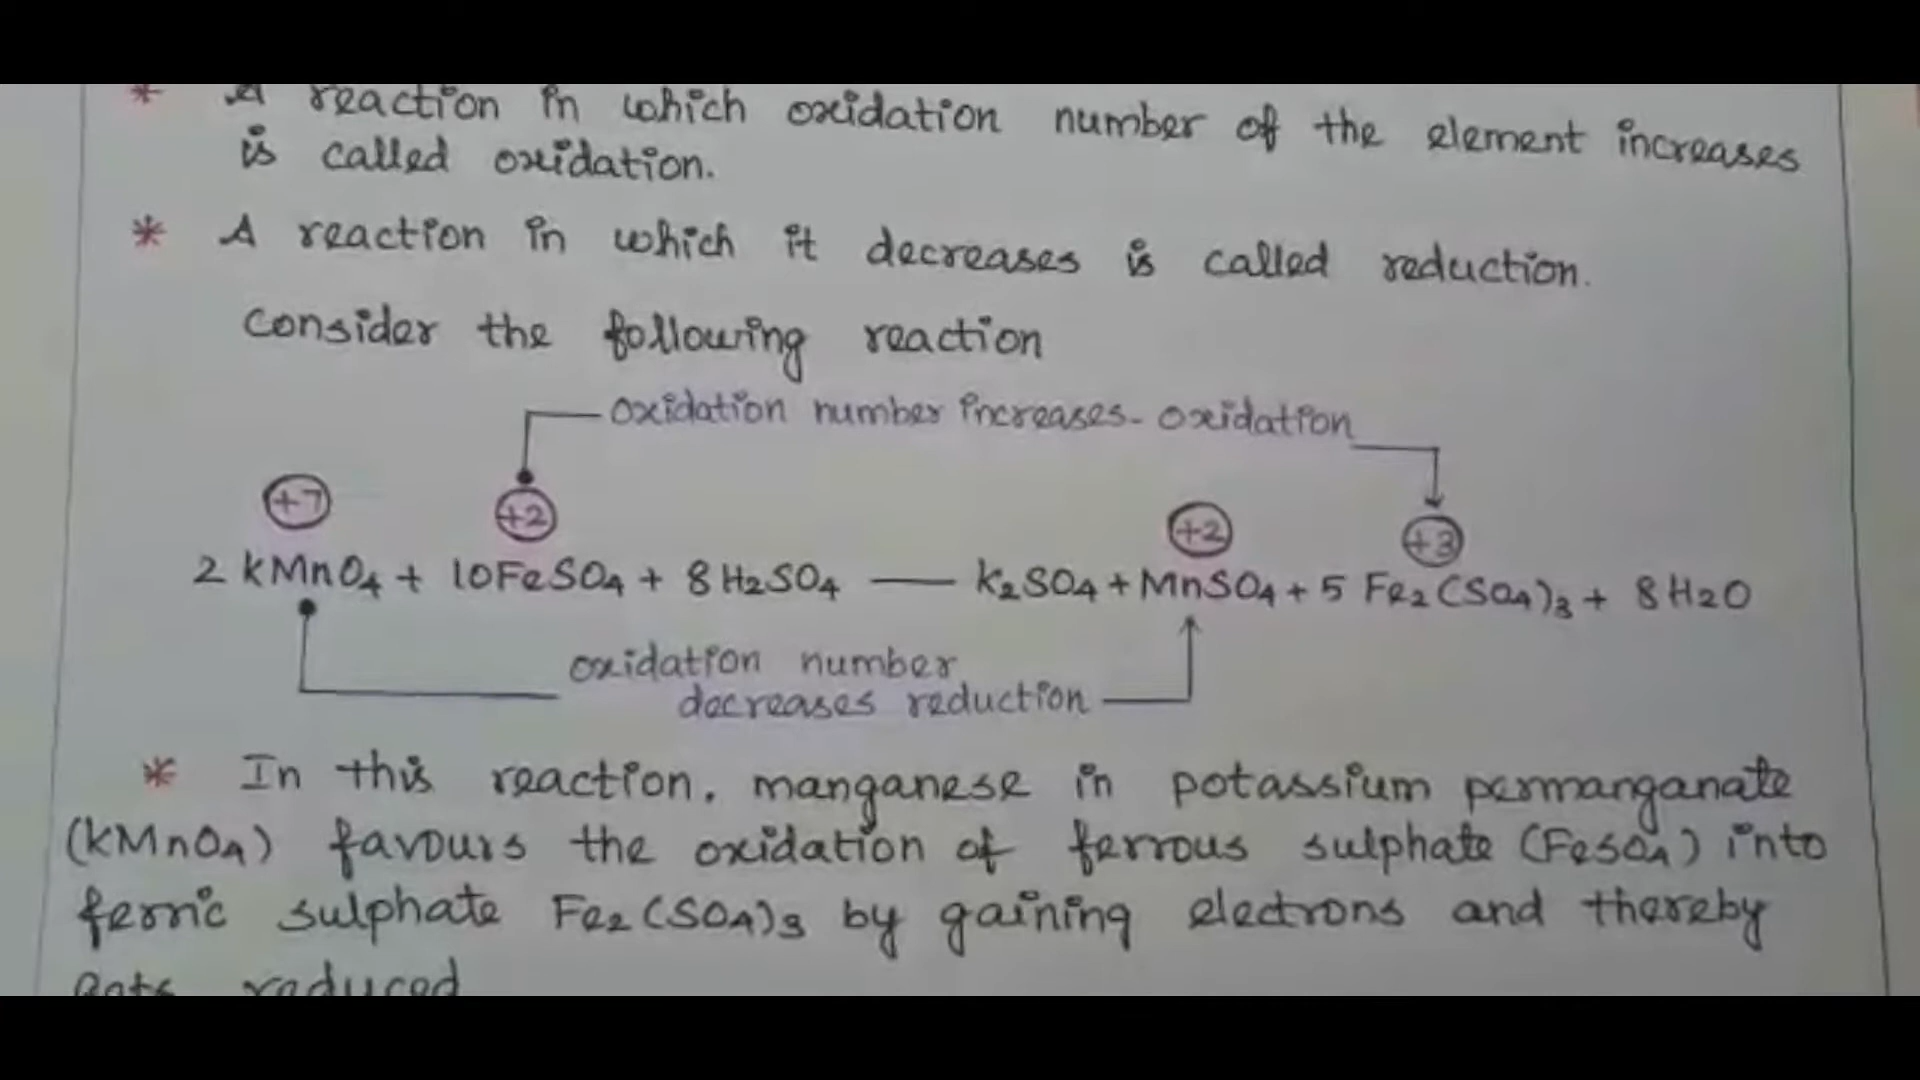 * A reaction in which oxidation number of the element increases
is called oxidation.
* A reaction in which it decreases is called reduction.
Consider the following reaction
oxidation number increases - oxidation
+7 +2 +2 +3
2 KMnO4 + 10FeSO4 + 8 H2SO4 — K2SO4 + MnSO4 + 5 Fe2(SO4)3 + 8 H2O
oxidation number
decreases reduction
* In this reaction, manganese in potassium permanganate
(KMnO4) favours the oxidation of ferrous sulphate (FeSO4) into
ferric sulphate Fe2(SO4)3 by gaining electrons and thereby
gets reduced